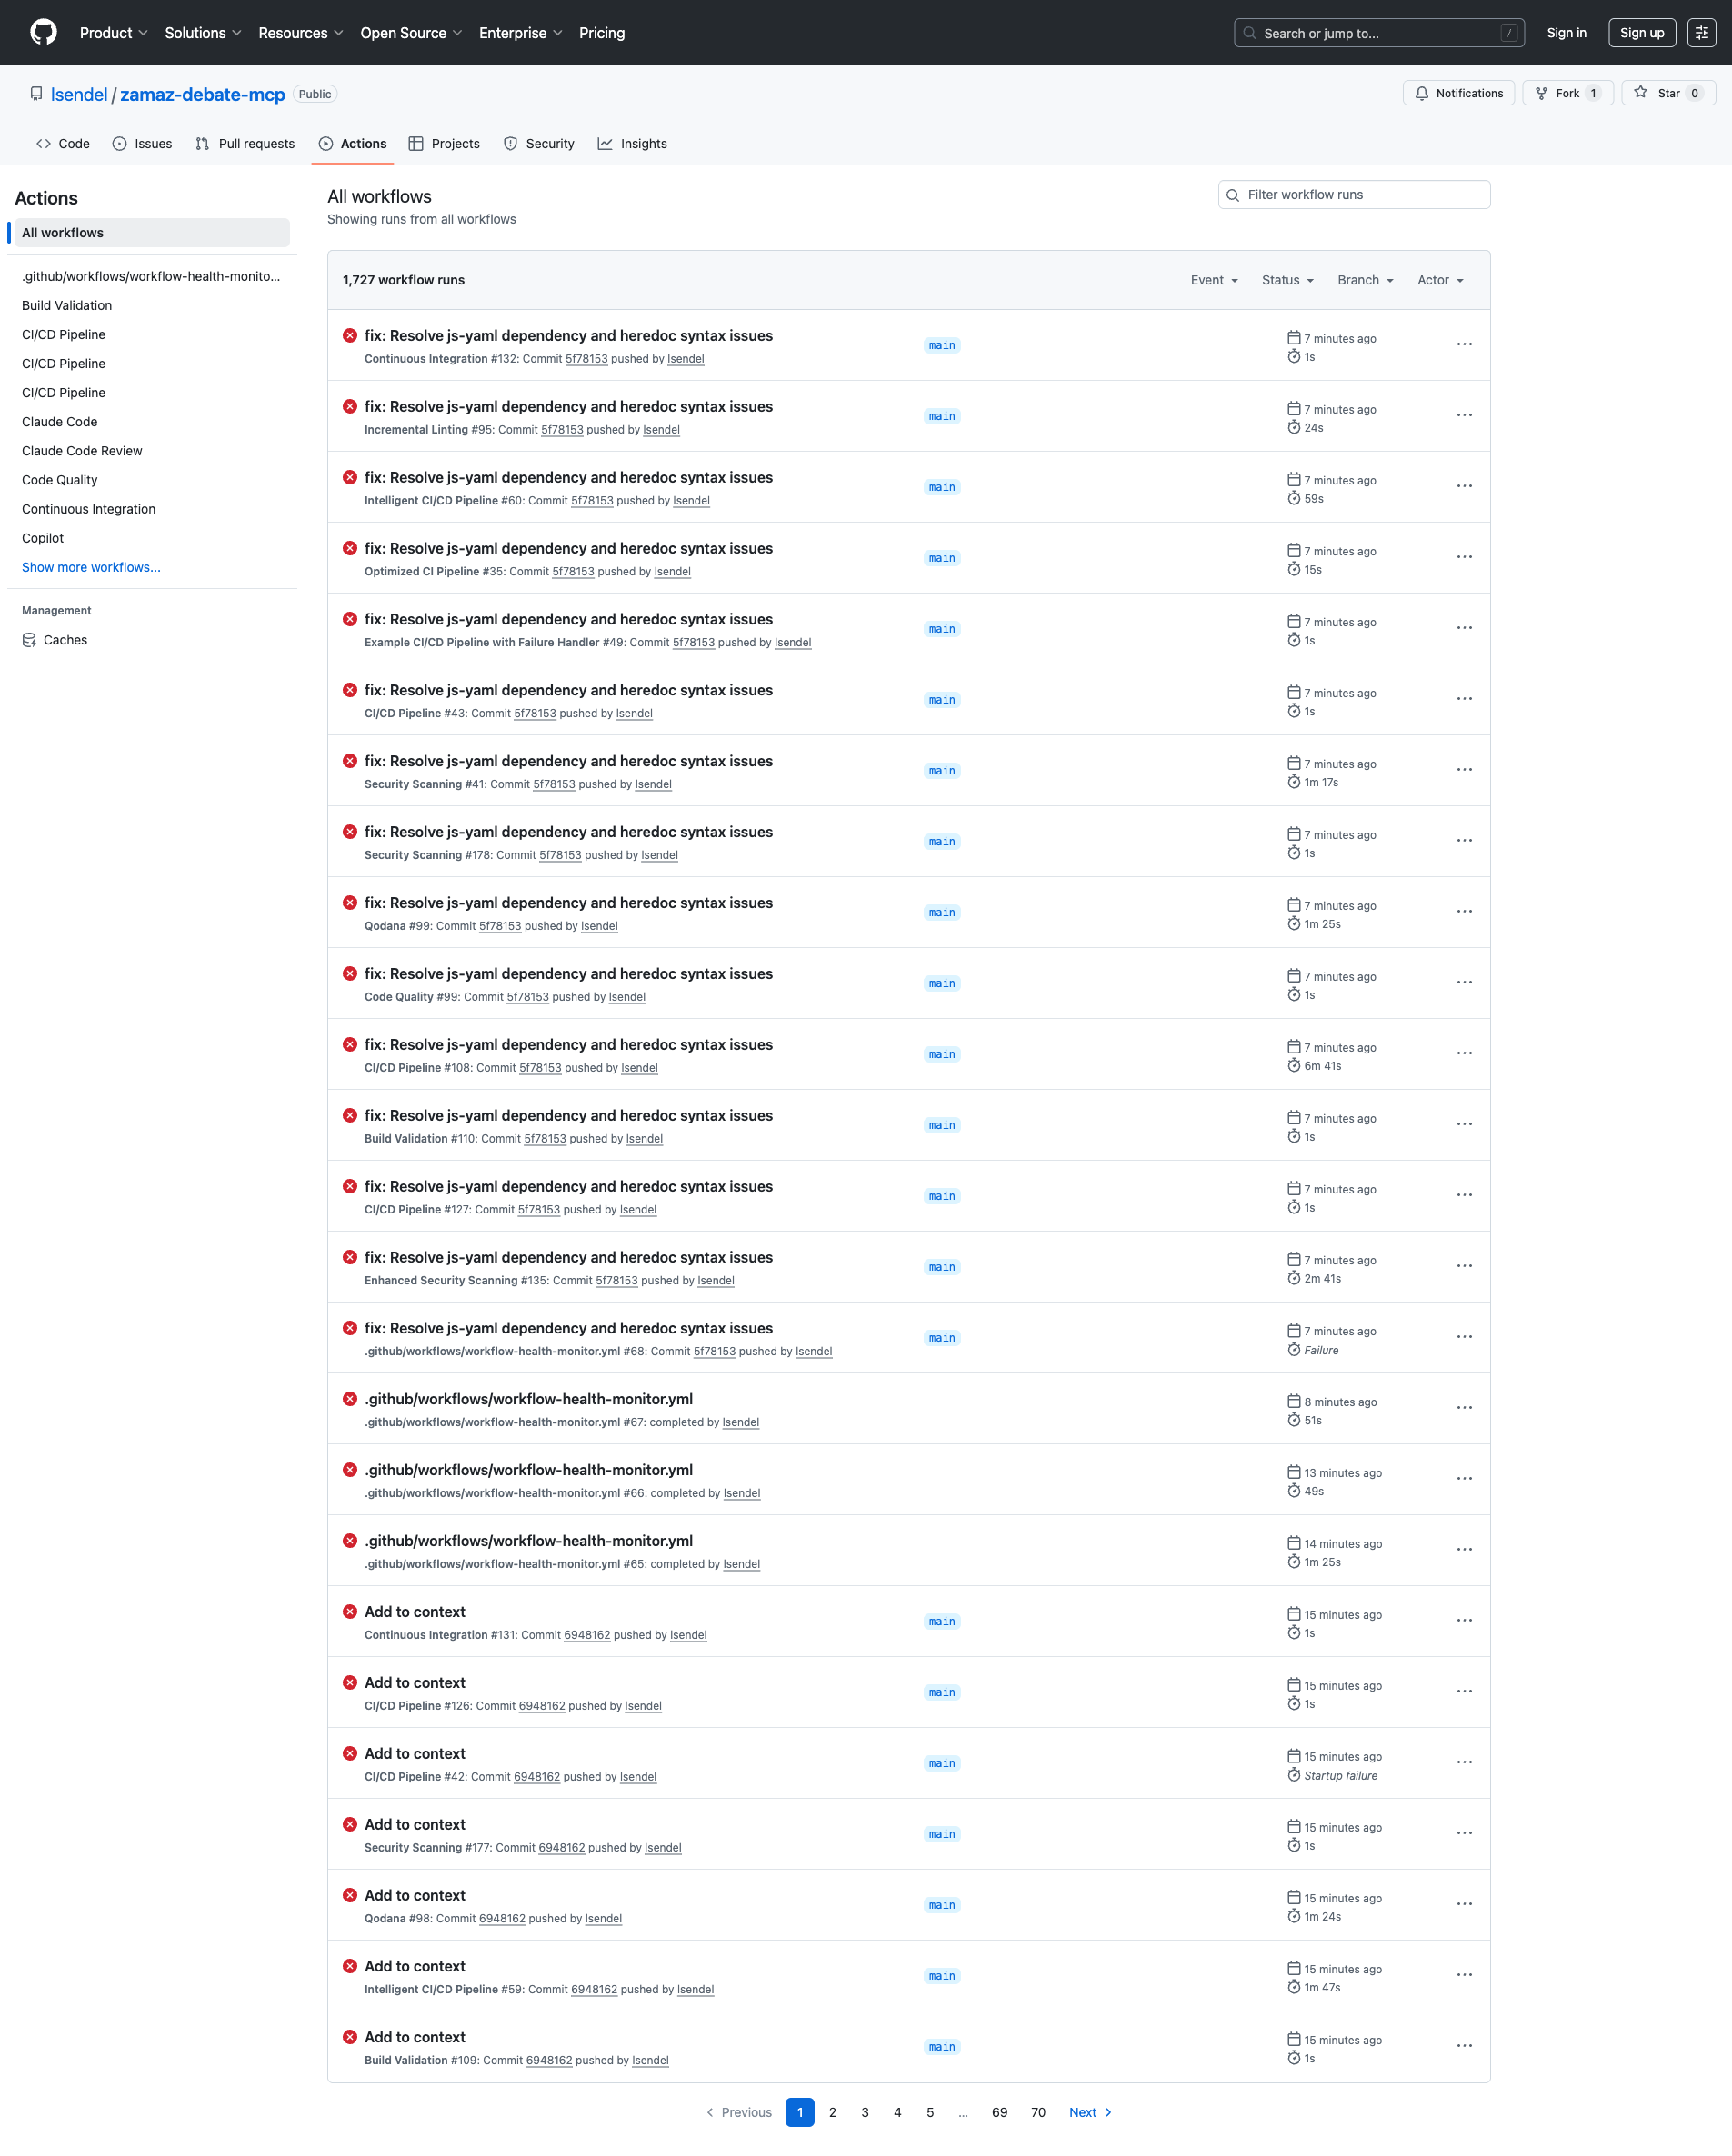 Product
Solutions
Resources
Open Source
Enterprise
Pricing
Search or jump to...
/
Sign in
Sign up
lsendel / zamaz-debate-mcp Public
Notifications
Fork 1
Star 0
Code
Issues
Pull requests
Actions
Projects
Security
Insights
Actions
All workflows
.github/workflows/workflow-health-monito...
Build Validation
CI/CD Pipeline
CI/CD Pipeline
CI/CD Pipeline
Claude Code
Claude Code Review
Code Quality
Continuous Integration
Copilot
Show more workflows...
Management
Caches
All workflows
Showing runs from all workflows
Filter workflow runs
1,727 workflow runs
Event
Status
Branch
Actor
fix: Resolve js-yaml dependency and heredoc syntax issues
Continuous Integration #132: Commit 5f78153 pushed by lsendel
main
7 minutes ago
1s
fix: Resolve js-yaml dependency and heredoc syntax issues
Incremental Linting #95: Commit 5f78153 pushed by lsendel
main
7 minutes ago
24s
fix: Resolve js-yaml dependency and heredoc syntax issues
Intelligent CI/CD Pipeline #60: Commit 5f78153 pushed by lsendel
main
7 minutes ago
59s
fix: Resolve js-yaml dependency and heredoc syntax issues
Optimized CI Pipeline #35: Commit 5f78153 pushed by lsendel
main
7 minutes ago
15s
fix: Resolve js-yaml dependency and heredoc syntax issues
Example CI/CD Pipeline with Failure Handler #49: Commit 5f78153 pushed by lsendel
main
7 minutes ago
1s
fix: Resolve js-yaml dependency and heredoc syntax issues
CI/CD Pipeline #43: Commit 5f78153 pushed by lsendel
main
7 minutes ago
1s
fix: Resolve js-yaml dependency and heredoc syntax issues
Security Scanning #41: Commit 5f78153 pushed by lsendel
main
7 minutes ago
1m 17s
fix: Resolve js-yaml dependency and heredoc syntax issues
Security Scanning #178: Commit 5f78153 pushed by lsendel
main
7 minutes ago
1s
fix: Resolve js-yaml dependency and heredoc syntax issues
Qodana #99: Commit 5f78153 pushed by lsendel
main
7 minutes ago
1m 25s
fix: Resolve js-yaml dependency and heredoc syntax issues
Code Quality #99: Commit 5f78153 pushed by lsendel
main
7 minutes ago
1s
fix: Resolve js-yaml dependency and heredoc syntax issues
CI/CD Pipeline #108: Commit 5f78153 pushed by lsendel
main
7 minutes ago
6m 41s
fix: Resolve js-yaml dependency and heredoc syntax issues
Build Validation #110: Commit 5f78153 pushed by lsendel
main
7 minutes ago
1s
fix: Resolve js-yaml dependency and heredoc syntax issues
CI/CD Pipeline #127: Commit 5f78153 pushed by lsendel
main
7 minutes ago
1s
fix: Resolve js-yaml dependency and heredoc syntax issues
Enhanced Security Scanning #135: Commit 5f78153 pushed by lsendel
main
7 minutes ago
2m 41s
fix: Resolve js-yaml dependency and heredoc syntax issues
.github/workflows/workflow-health-monitor.yml #68: Commit 5f78153 pushed by lsendel
main
7 minutes ago
Failure
.github/workflows/workflow-health-monitor.yml
.github/workflows/workflow-health-monitor.yml #67: completed by lsendel
8 minutes ago
51s
.github/workflows/workflow-health-monitor.yml
.github/workflows/workflow-health-monitor.yml #66: completed by lsendel
13 minutes ago
49s
.github/workflows/workflow-health-monitor.yml
.github/workflows/workflow-health-monitor.yml #65: completed by lsendel
14 minutes ago
1m 25s
Add to context
Continuous Integration #131: Commit 6948162 pushed by lsendel
main
15 minutes ago
1s
Add to context
CI/CD Pipeline #126: Commit 6948162 pushed by lsendel
main
15 minutes ago
1s
Add to context
CI/CD Pipeline #42: Commit 6948162 pushed by lsendel
main
15 minutes ago
Startup failure
Add to context
Security Scanning #177: Commit 6948162 pushed by lsendel
main
15 minutes ago
1s
Add to context
Qodana #98: Commit 6948162 pushed by lsendel
main
15 minutes ago
1m 24s
Add to context
Intelligent CI/CD Pipeline #59: Commit 6948162 pushed by lsendel
main
15 minutes ago
1m 47s
Add to context
Build Validation #109: Commit 6948162 pushed by lsendel
main
15 minutes ago
1s
Previous 1 2 3 4 5 … 69 70 Next